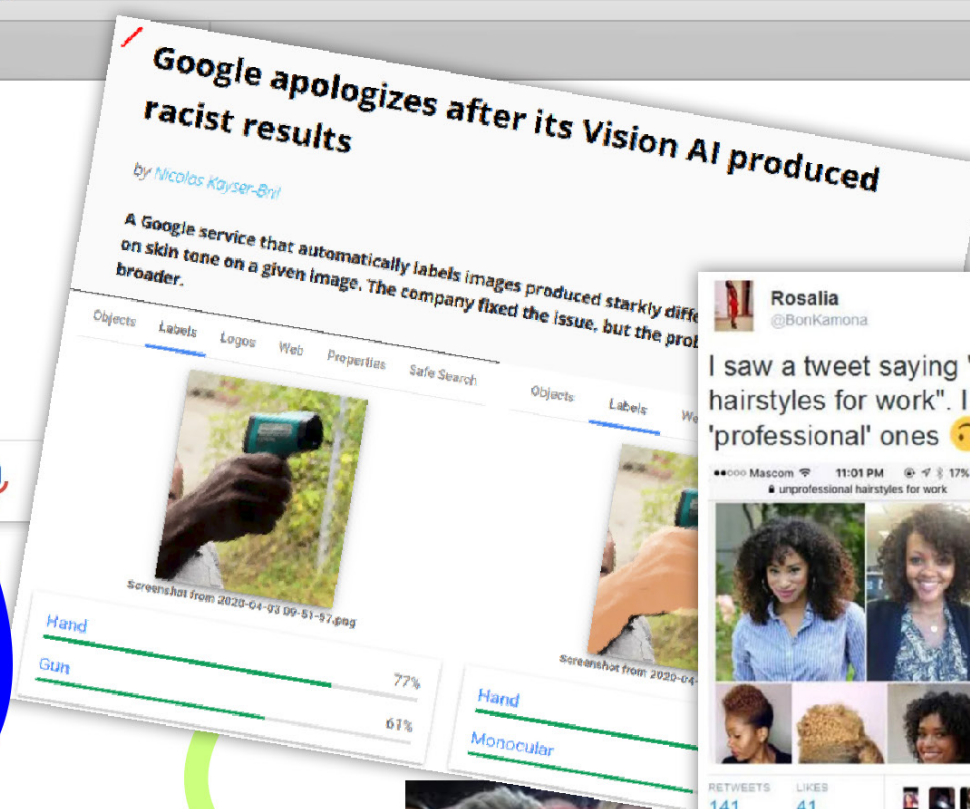 Google apologizes after its Vision AI produced
racist results
by Nicolas Kayser-Bril
A Google service that automatically labels images produced starkly
on skin tone on a given image. The company fixed the issue, but the
broader.
Objects Labels Logos Web Properties Safe Search
Screenshot from 2020-04-03 09-51-57.png
Hand
77%
Gun
61%
Objects Labels
Screenshot from 2020-04-
Hand
Monocular
Rosalia
@BonKamona
I saw a tweet saying "
hairstyles for work". I
'professional' ones 🙃
Mascom 11:01 PM 17%
unprofessional hairstyles for work
RETWEETS LIKES
141 41